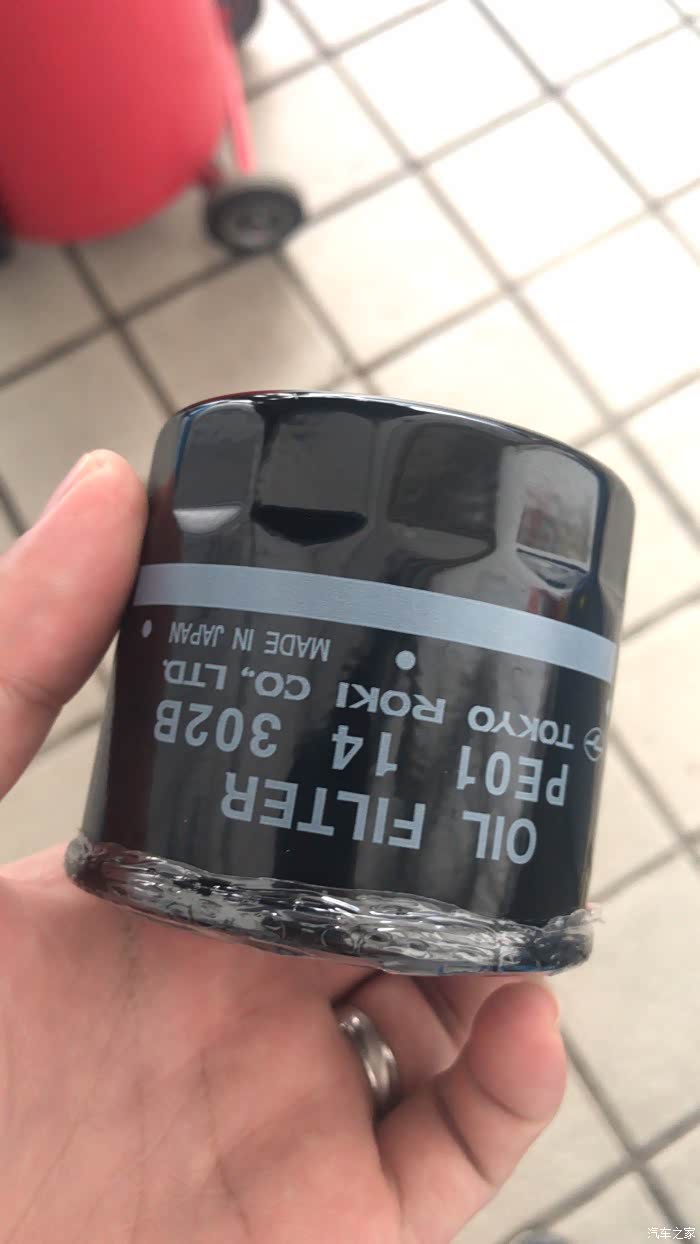 OIL FILTER
PE01 14 302B
TOKYO ROKI CO., LTD.
MADE IN JAPAN
汽车之家